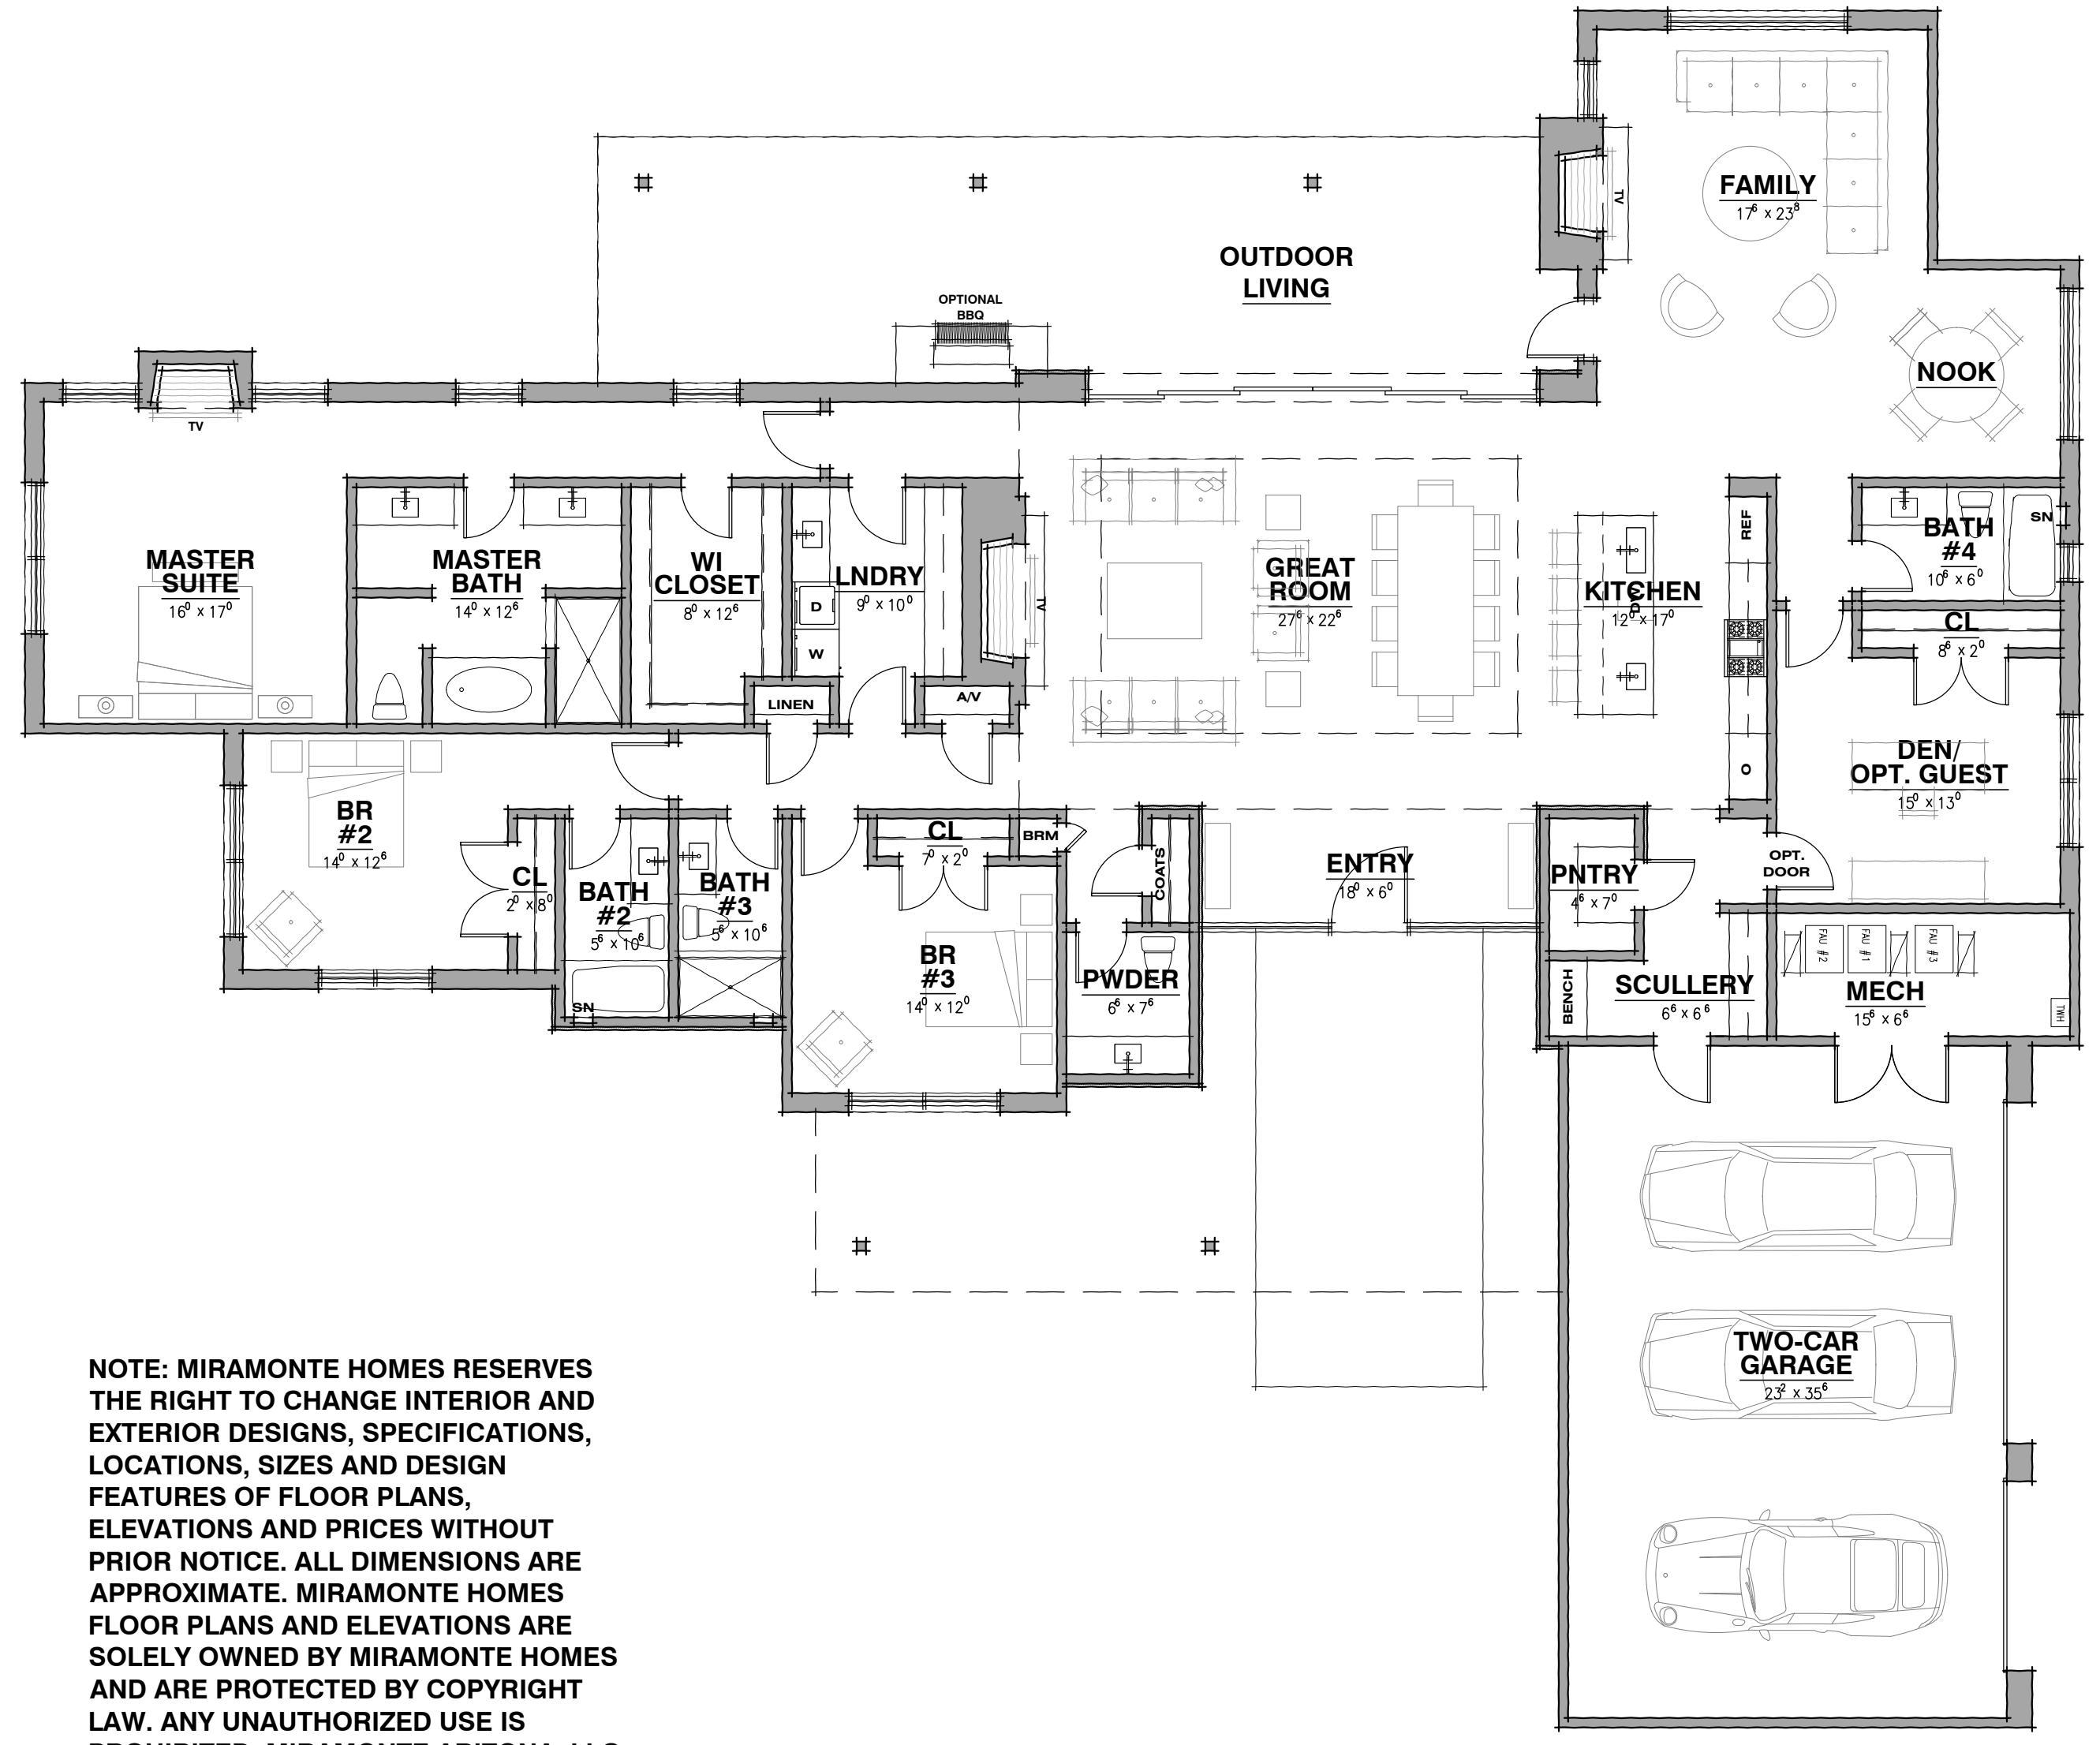 FAMILY
17⁶ x 23⁸
TV
OUTDOOR
LIVING
OPTIONAL
BBQ
NOOK
TV
MASTER
SUITE
16⁰ x 17⁰
MASTER
BATH
14⁰ x 12⁶
WI
CLOSET
8⁰ x 12⁶
LNDRY
9⁰ x 10⁰
D
W
LINEN
A/V
TV
GREAT
ROOM
27⁶ x 22⁶
KITCHEN
12⁰ x 17⁰
DW
REF
O
BATH
#4
10⁶ x 6⁰
SN
CL
8⁶ x 2⁰
DEN/
OPT. GUEST
15⁰ x 13⁰
OPT.
DOOR
BR
#2
14⁰ x 12⁶
CL
2⁰ x 8⁰
BATH
#2
5⁶ x 10⁶
SN
BATH
#3
5⁶ x 10⁶
CL
7⁰ x 2⁰
BRM
COATS
BR
#3
14⁰ x 12⁰
PWDER
6⁶ x 7⁶
ENTRY
18⁰ x 6⁰
PNTRY
4⁶ x 7⁰
BENCH
SCULLERY
6⁶ x 6⁶
FAU #2
FAU #1
FAU #3
MECH
15⁶ x 6⁶
TWH
TWO-CAR
GARAGE
23² x 35⁶
NOTE: MIRAMONTE HOMES RESERVES
THE RIGHT TO CHANGE INTERIOR AND
EXTERIOR DESIGNS, SPECIFICATIONS,
LOCATIONS, SIZES AND DESIGN
FEATURES OF FLOOR PLANS,
ELEVATIONS AND PRICES WITHOUT
PRIOR NOTICE. ALL DIMENSIONS ARE
APPROXIMATE. MIRAMONTE HOMES
FLOOR PLANS AND ELEVATIONS ARE
SOLELY OWNED BY MIRAMONTE HOMES
AND ARE PROTECTED BY COPYRIGHT
LAW. ANY UNAUTHORIZED USE IS